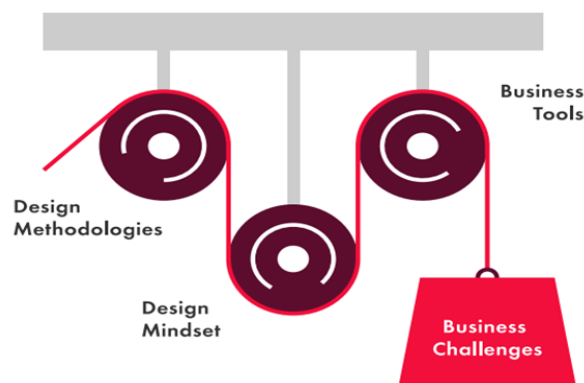 Business
Tools
Design
Methodologies
Design
Mindset
Business
Challenges